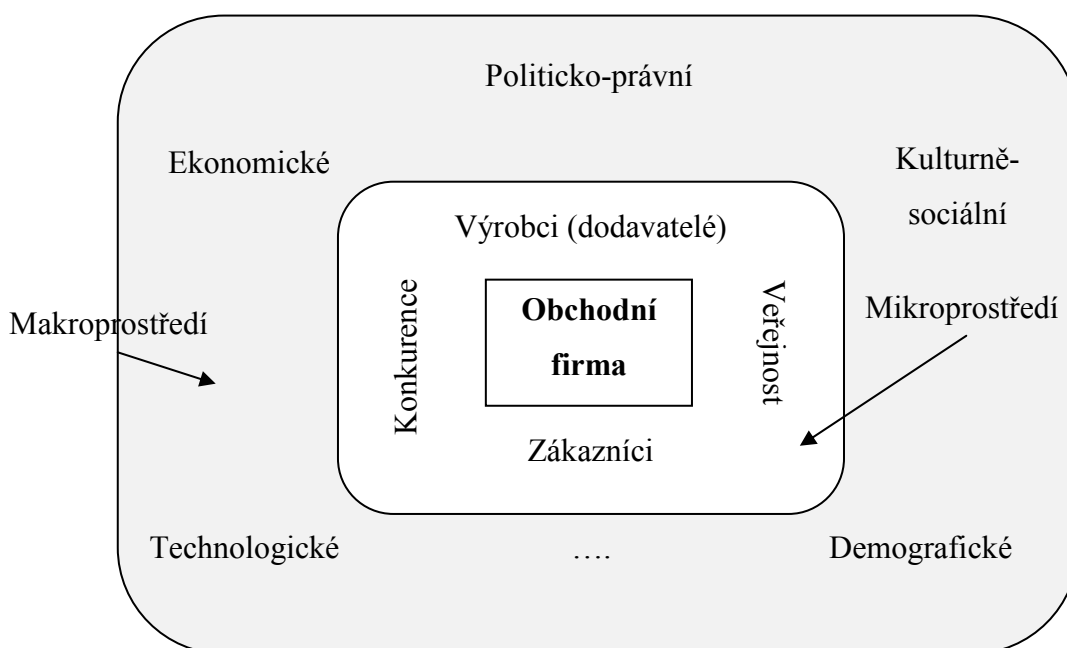 Politicko-právní
Ekonomické
Kulturně-
sociální
Výrobci (dodavatelé)
Makroprostředí
Konkurence
Obchodní
firma
Veřejnost
Mikroprostředí
Zákazníci
Technologické
….
Demografické